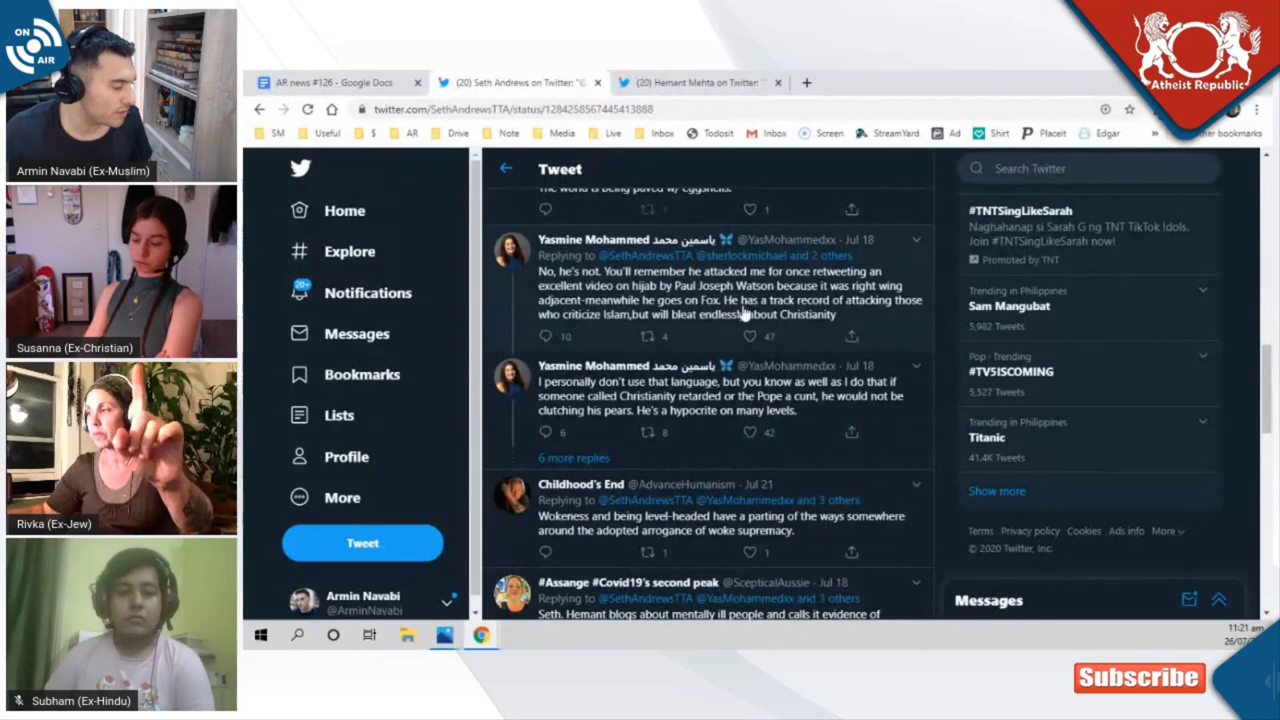 ON
AIR
Armin Navabi (Ex-Muslim)
Susanna (Ex-Christian)
Rivka (Ex-Jew)
Subham (Ex-Hindu)
AR news #126 - Google Docs
(20) Seth Andrews on Twitter: "@
(20) Hemant Mehta on Twitter: "
twitter.com/SethAndrewsTTA/status/1284258567445413888
SM Useful $ AR Drive Note Media Live Inbox Todosit Inbox Screen StreamYard Ad Shirt Placeit Edgar » her bookmarks
Home
Explore
20+
Notifications
Messages
Bookmarks
Lists
Profile
More
Tweet
Armin Navabi
@ArminNavabi
Tweet
The world is being paved w/ eggshells.
1 1
Yasmine Mohammed ياسمين محمد @YasMohammedxx · Jul 18
Replying to @SethAndrewsTTA @sherlockmichael and 2 others
No, he's not. You'll remember he attacked me for once retweeting an
excellent video on hijab by Paul Joseph Watson because it was right wing
adjacent-meanwhile he goes on Fox. He has a track record of attacking those
who criticize Islam,but will bleat endlessly about Christianity
10 4 47
Yasmine Mohammed ياسمين محمد @YasMohammedxx · Jul 18
I personally don't use that language, but you know as well as I do that if
someone called Christianity retarded or the Pope a cunt, he would not be
clutching his pears. He's a hypocrite on many levels.
6 8 42
6 more replies
Childhood's End @AdvanceHumanism · Jul 21
Replying to @SethAndrewsTTA @YasMohammedxx and 3 others
Wokeness and being level-headed have a parting of the ways somewhere
around the adopted arrogance of woke supremacy.
1 1
#Assange #Covid19's second peak @ScepticalAussie · Jul 18
Replying to @SethAndrewsTTA @YasMohammedxx and 3 others
Seth, Hemant blogs about mentally ill people and calls it evidence of
Search Twitter
#TNTSingLikeSarah
Naghahanap si Sarah G ng TNT TikTok Idols.
Join #TNTSingLikeSarah now!
Promoted by TNT
Trending in Philippines
Sam Mangubat
5,982 Tweets
Pop · Trending
#TV5ISCOMING
5,527 Tweets
Trending in Philippines
Titanic
41.4K Tweets
Show more
Terms Privacy policy Cookies Ads info More
© 2020 Twitter, Inc.
Messages
11:21 am
26/07/
Atheist Republic
Subscribe